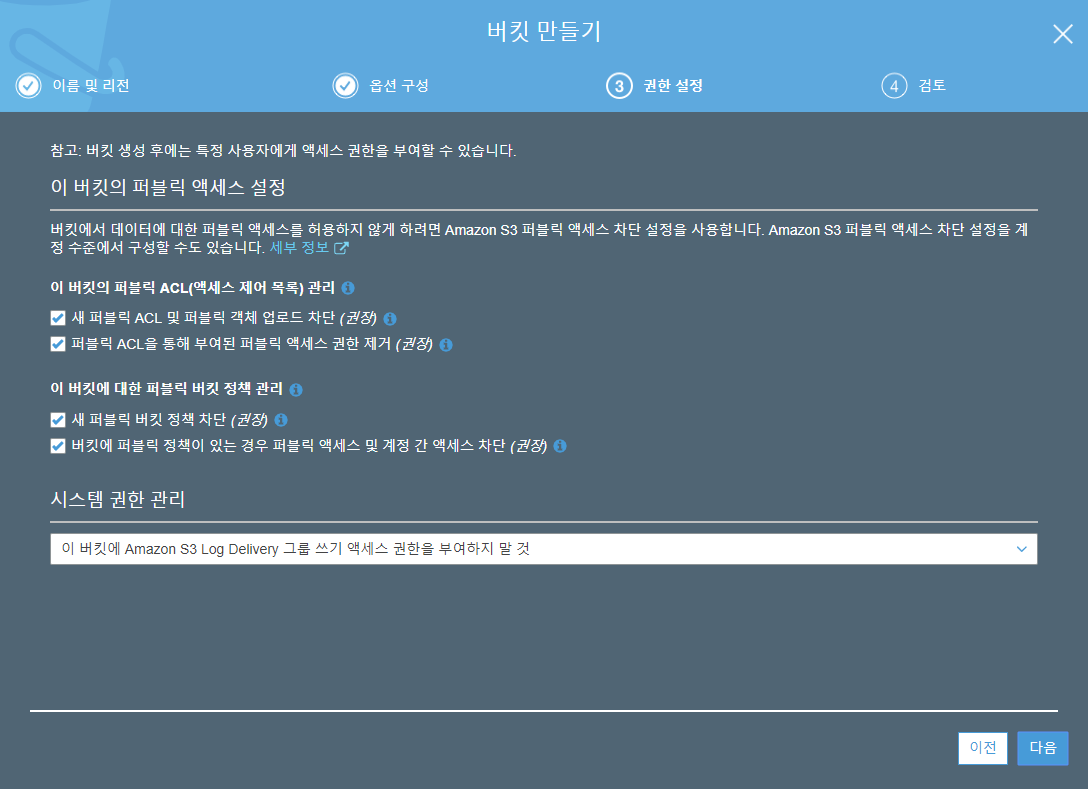 버킷 만들기
이름 및 리전
옵션 구성
3 권한 설정
4 검토
참고: 버킷 생성 후에는 특정 사용자에게 액세스 권한을 부여할 수 있습니다.
이 버킷의 퍼블릭 액세스 설정
버킷에서 데이터에 대한 퍼블릭 액세스를 허용하지 않게 하려면 Amazon S3 퍼블릭 액세스 차단 설정을 사용합니다. Amazon S3 퍼블릭 액세스 차단 설정을 계
정 수준에서 구성할 수도 있습니다. 세부 정보
이 버킷의 퍼블릭 ACL(액세스 제어 목록) 관리
새 퍼블릭 ACL 및 퍼블릭 객체 업로드 차단 (권장)
퍼블릭 ACL을 통해 부여된 퍼블릭 액세스 권한 제거 (권장)
이 버킷에 대한 퍼블릭 버킷 정책 관리
새 퍼블릭 버킷 정책 차단 (권장)
버킷에 퍼블릭 정책이 있는 경우 퍼블릭 액세스 및 계정 간 액세스 차단 (권장)
시스템 권한 관리
이 버킷에 Amazon S3 Log Delivery 그룹 쓰기 액세스 권한을 부여하지 말 것
이전
다음